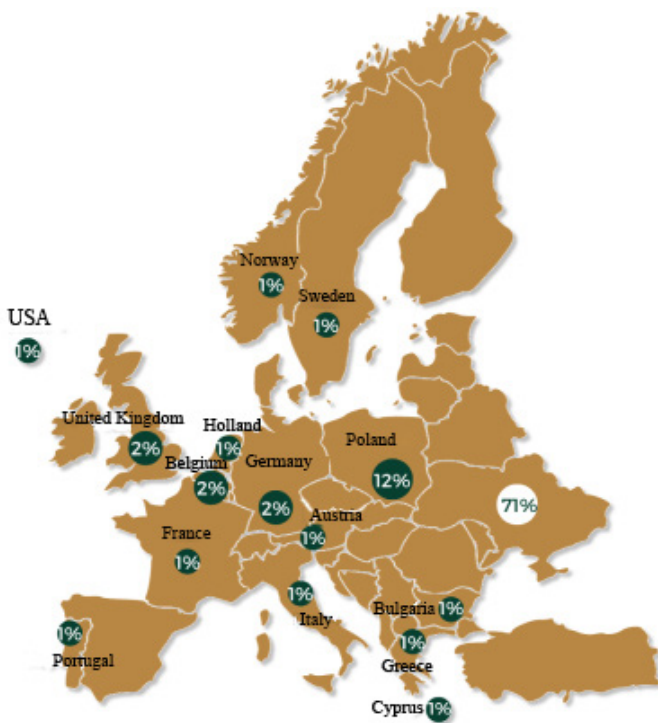 Norway
1%
Sweden
1%
USA
1%
United Kingdom
2%
Holland
1%
Belgium
2%
Germany
2%
Poland
12%
71%
Austria
1%
France
1%
Italy
1%
Bulgaria
1%
Portugal
1%
Greece
1%
Cyprus
1%